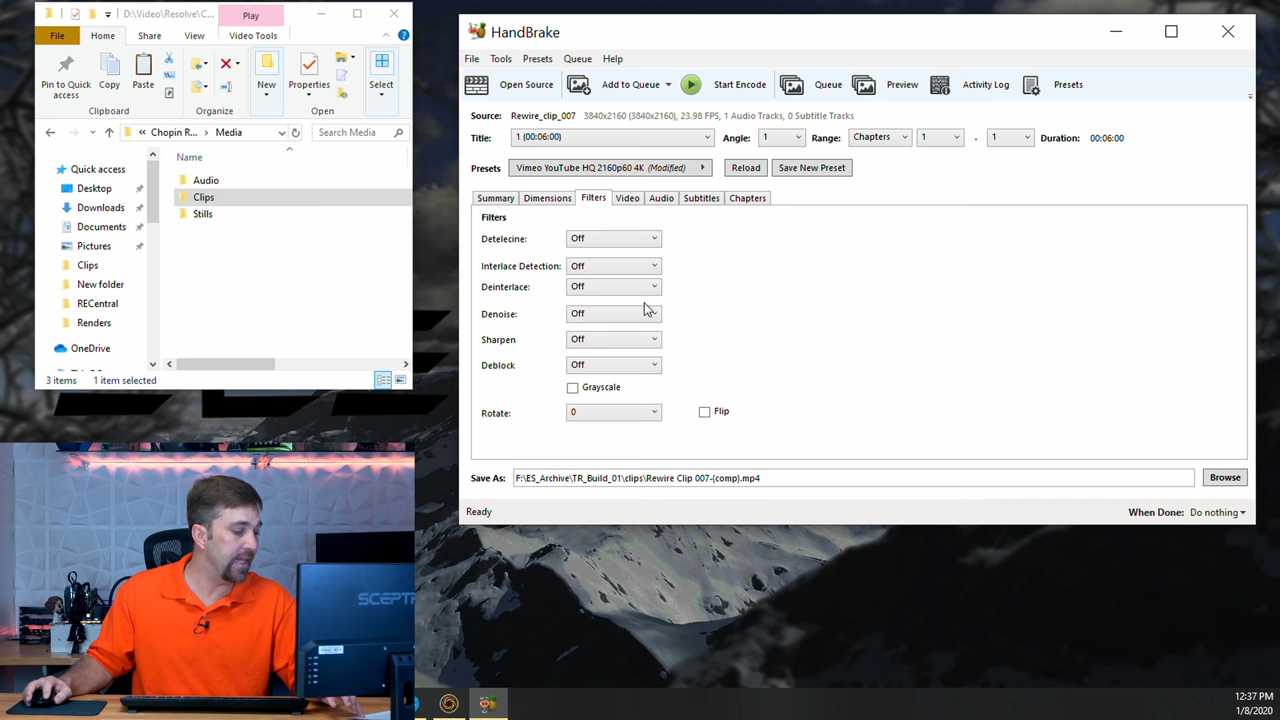 D:\Video\Resolve\C...
Play
File
Home
Share
View
Video Tools
Pin to Quick access
Copy
Paste
New
Properties
Select
Clipboard
Organize
Open
« Chopin R...
Media
Search Media
Name
Quick access
Desktop
Downloads
Documents
Pictures
Clips
New folder
RECentral
Renders
OneDrive
Audio
Clips
Stills
3 items
1 item selected
HandBrake
File
Tools
Presets
Queue
Help
Open Source
Add to Queue
Start Encode
Queue
Preview
Activity Log
Presets
Source: Rewire_clip_007 3840x2160 (3840x2160), 23.98 FPS, 1 Audio Tracks, 0 Subtitle Tracks
Title: 1 (00:06:00) Angle: 1 Range: Chapters 1 - 1 Duration: 00:06:00
Presets Vimeo YouTube HQ 2160p60 4K (Modified) Reload Save New Preset
Summary Dimensions Filters Video Audio Subtitles Chapters
Filters
Detelecine: Off
Interlace Detection: Off
Deinterlace: Off
Denoise: Off
Sharpen Off
Deblock Off
Grayscale
Rotate: 0 Flip
Save As: F:\ES_Archive\TR_Build_01\clips\Rewire Clip 007-(comp).mp4 Browse
Ready When Done: Do nothing
SCEPTR
12:37 PM
1/8/2020